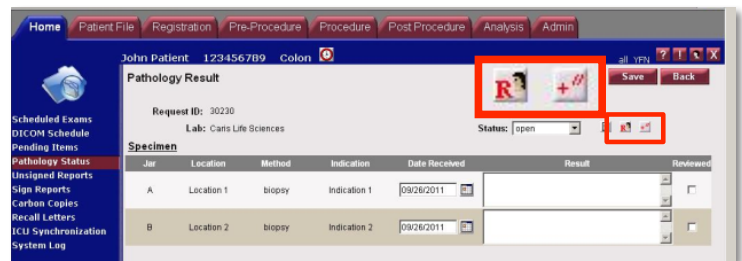 Home Patient File Registration Pre-Procedure Procedure Post Procedure Analysis Admin
John Patient 123456789 Colon all YFN ? T X
Pathology Result R +" Save Back
Request ID: 30230
Lab: Caris Life Sciences Status: open R +"
Specimen
Jar Location Method Indication Date Received Result Reviewed
A Location 1 biopsy Indication 1 09/26/2011
B Location 2 biopsy Indication 2 09/26/2011
Scheduled Exams
DICOM Schedule
Pending Items
Pathology Status
Unsigned Reports
Sign Reports
Carbon Copies
Recall Letters
ICU Synchronization
System Log